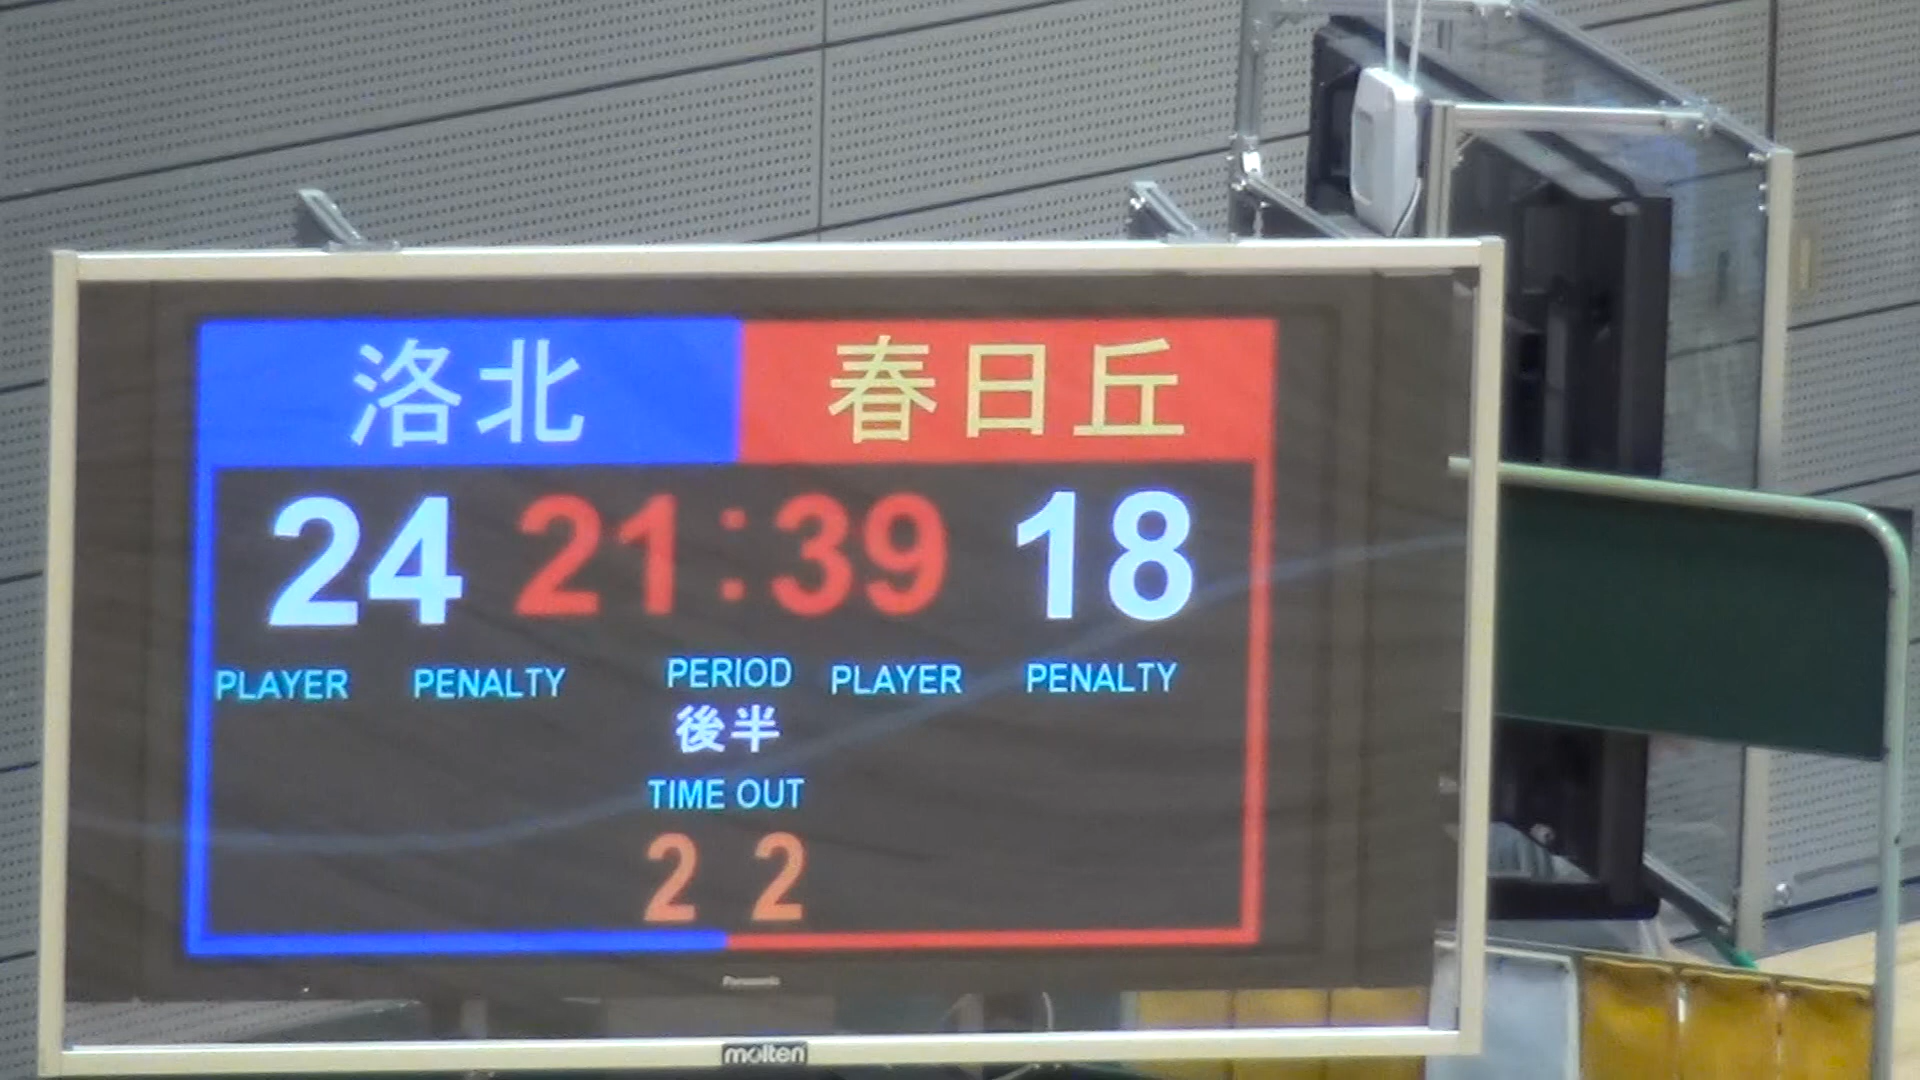 洛北 春日丘
24 21:39 18
PLAYER PENALTY PERIOD PLAYER PENALTY
後半
TIME OUT
2 2
Panasonic
molten